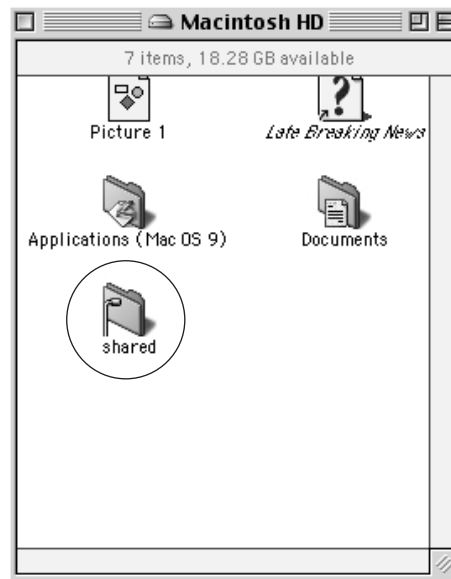 Macintosh HD
7 items, 18.28 GB available
Picture 1
Late Breaking News
Applications (Mac OS 9)
Documents
shared